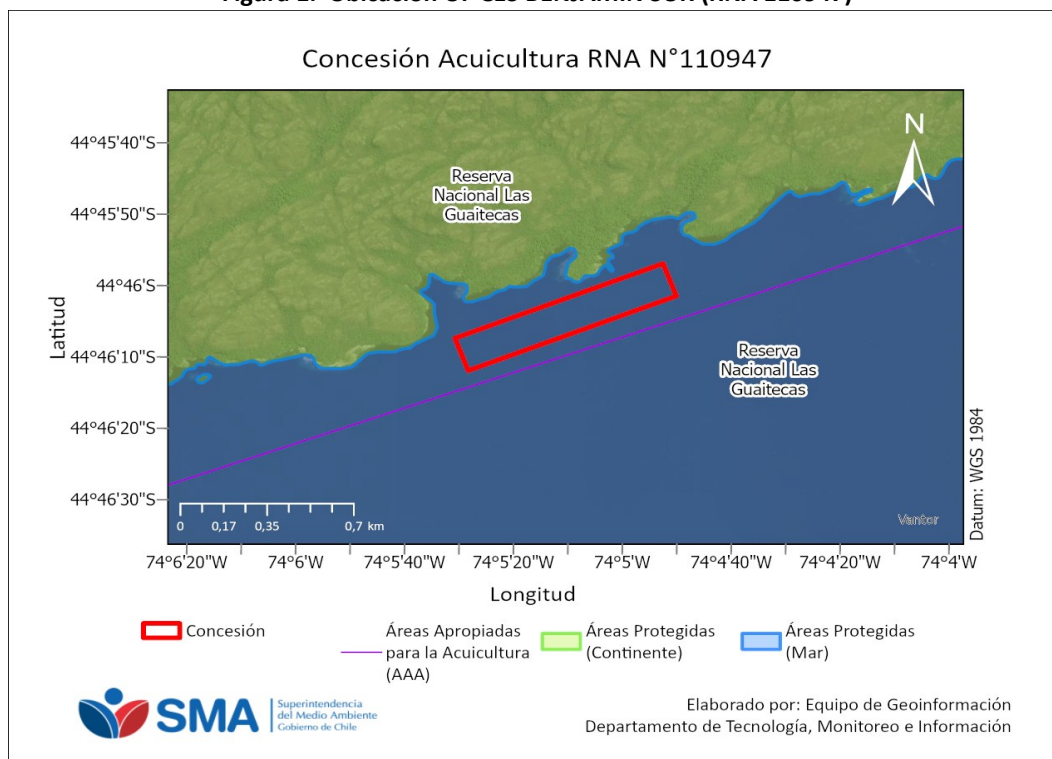 Concesión Acuicultura RNA N°110947
N
44°45'40"S
44°45'50"S
44°46'S
44°46'10"S
44°46'20"S
44°46'30"S
Latitud
Reserva
Nacional Las
Guaitecas
Reserva
Nacional Las
Guaitecas
0 0,17 0,35 0,7 km
Vantor
Datum: WGS 1984
74°6'20"W 74°6'W 74°5'40"W 74°5'20"W 74°5'W 74°4'40"W 74°4'20"W 74°4'W
Longitud
Concesión
Áreas Apropiadas
para la Acuicultura
(AAA)
Áreas Protegidas
(Continente)
Áreas Protegidas
(Mar)
SMA
Superintendencia
del Medio Ambiente
Gobierno de Chile
Elaborado por: Equipo de Geoinformación
Departamento de Tecnología, Monitoreo e Información